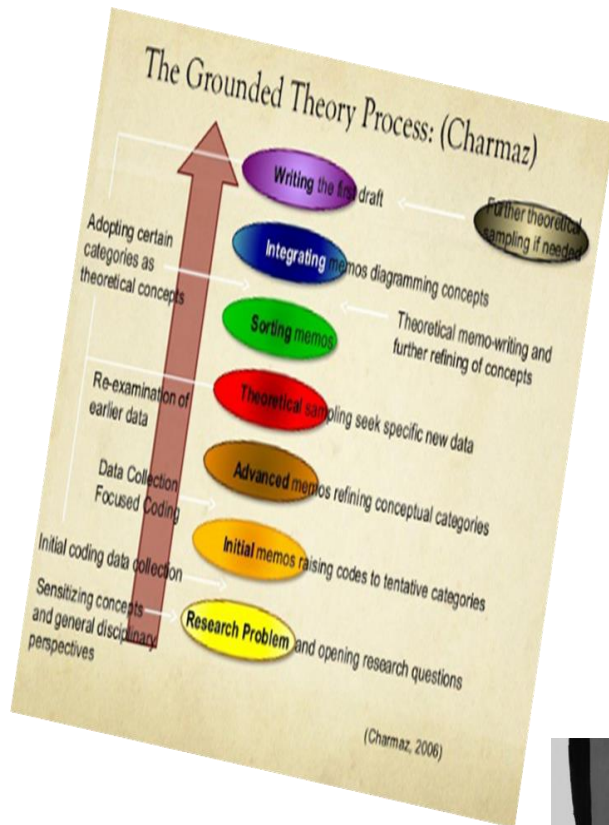 The Grounded Theory Process: (Charmaz)
Writing the first draft
Further theoretical
sampling if needed
Adopting certain
categories as
theoretical concepts
Integrating memos diagramming concepts
Theoretical memo-writing and
further refining of concepts
Sorting memos
Re-examination of
earlier data
Theoretical sampling seek specific new data
Data Collection
Focused Coding
Advanced memos refining conceptual categories
Initial coding data collection
Initial memos raising codes to tentative categories
Sensitizing concepts
and general disciplinary
perspectives
Research Problem and opening research questions
(Charmaz, 2006)